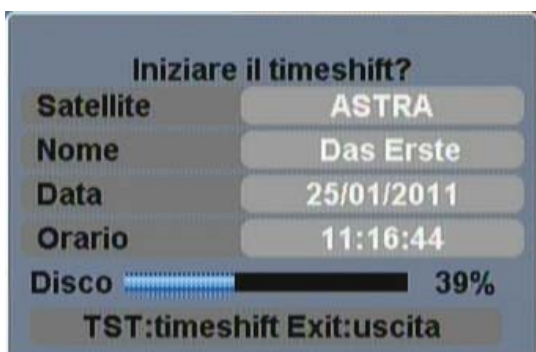 Iniziare il timeshift?
Satellite ASTRA
Nome Das Erste
Data 25/01/2011
Orario 11:16:44
Disco 39%
TST:timeshift Exit:uscita